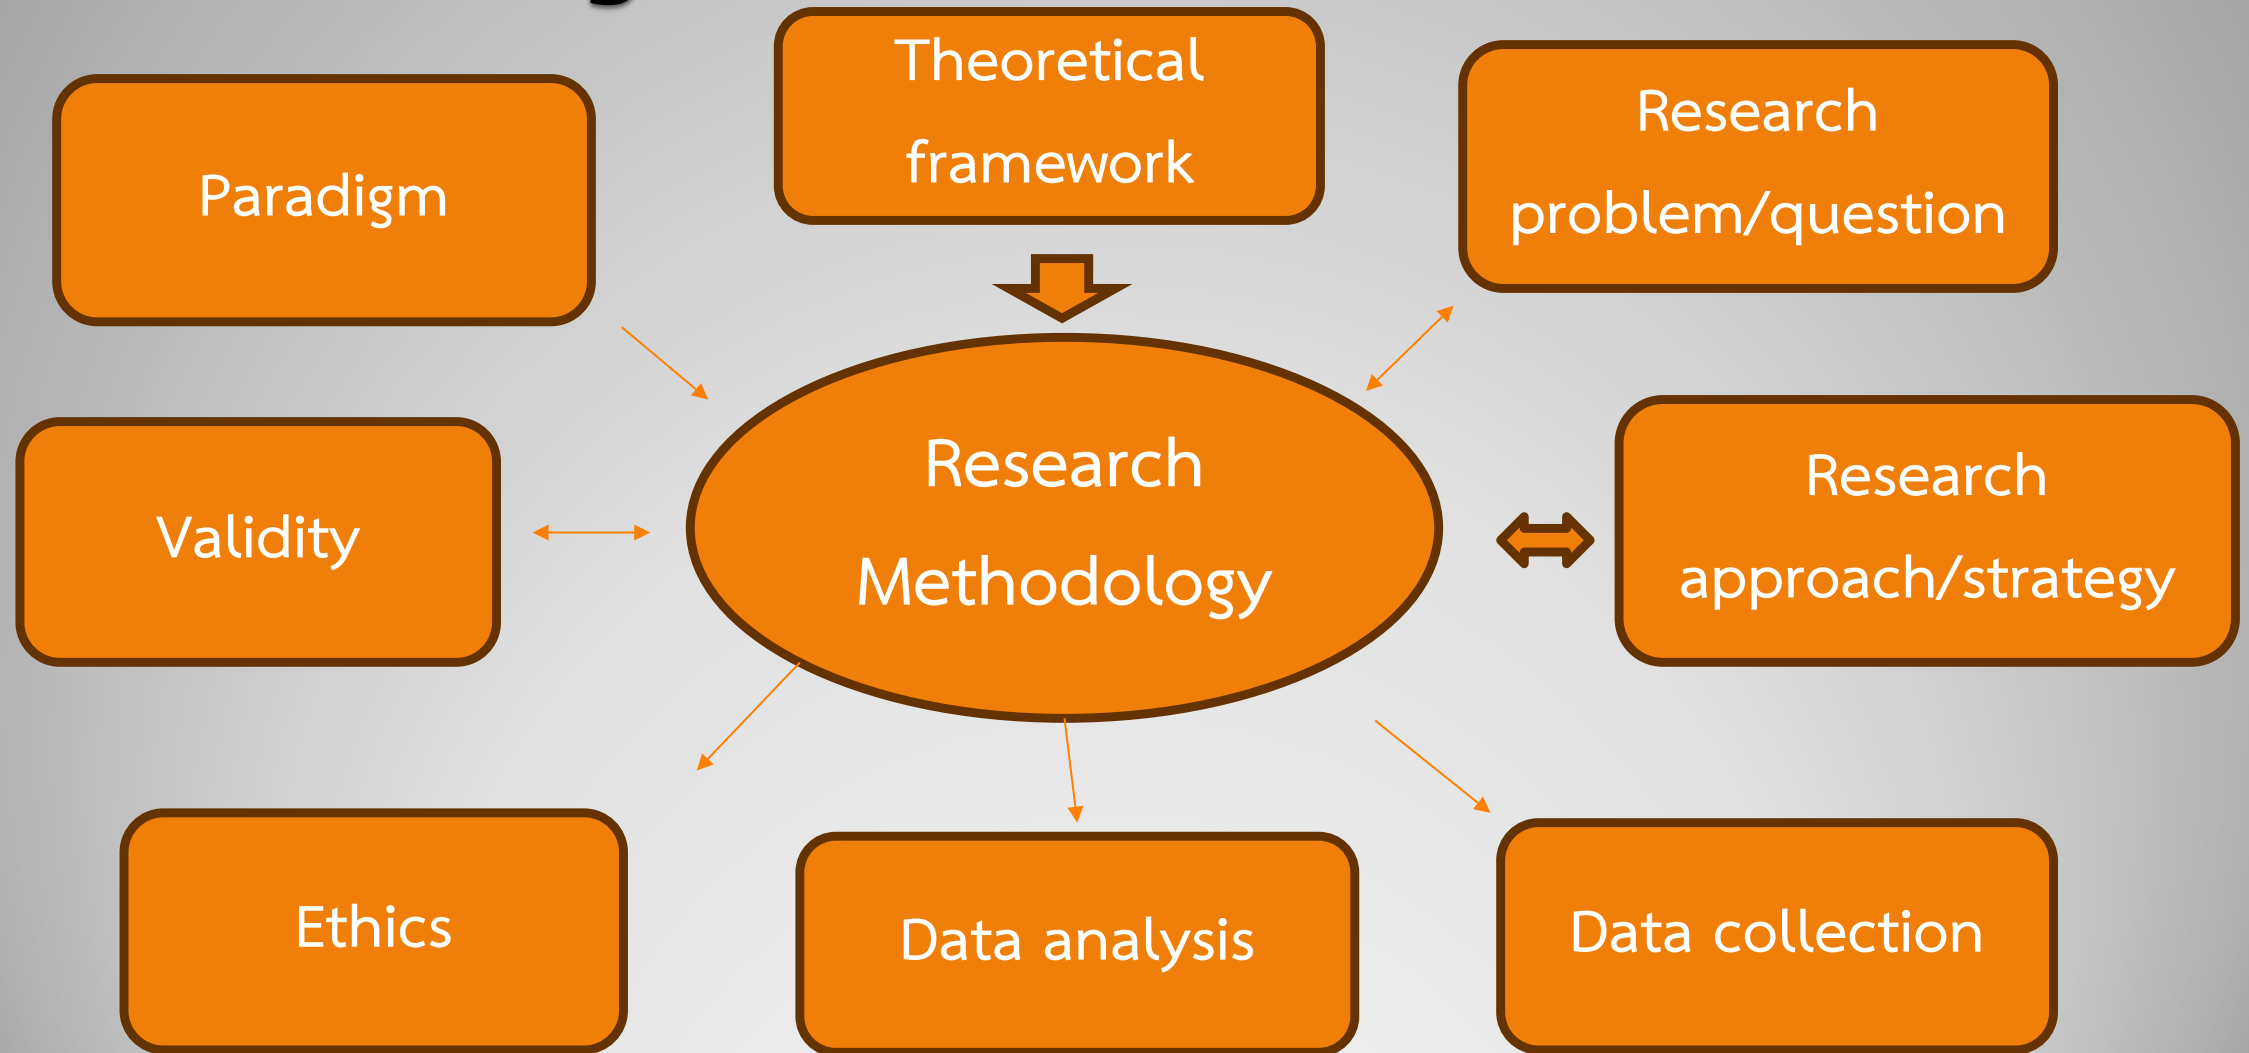 Theoretical
framework
Paradigm
Research
problem/question
Research
Methodology
Validity
Research
approach/strategy
Ethics
Data analysis
Data collection